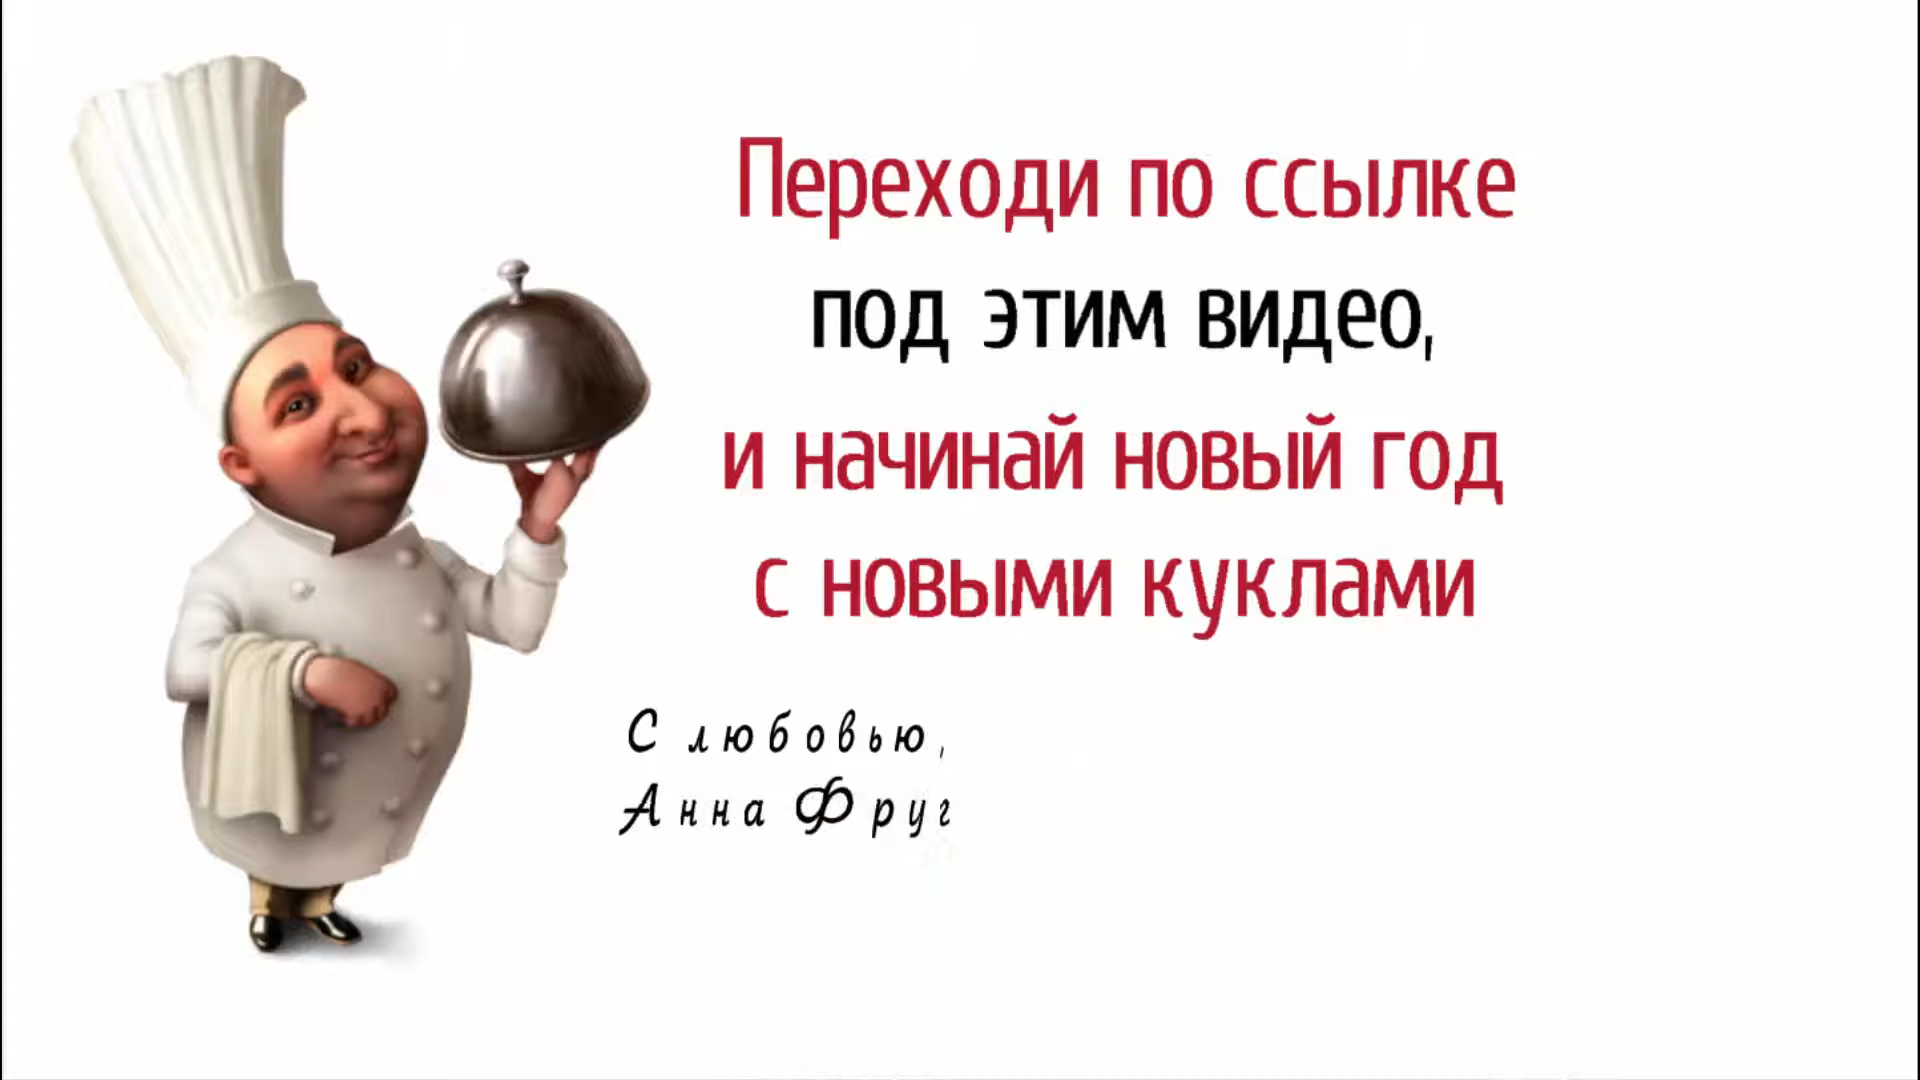 Переходи по ссылке
под этим видео,
и начинай новый год
с новыми куклами
С любовью,
Анна Фруг